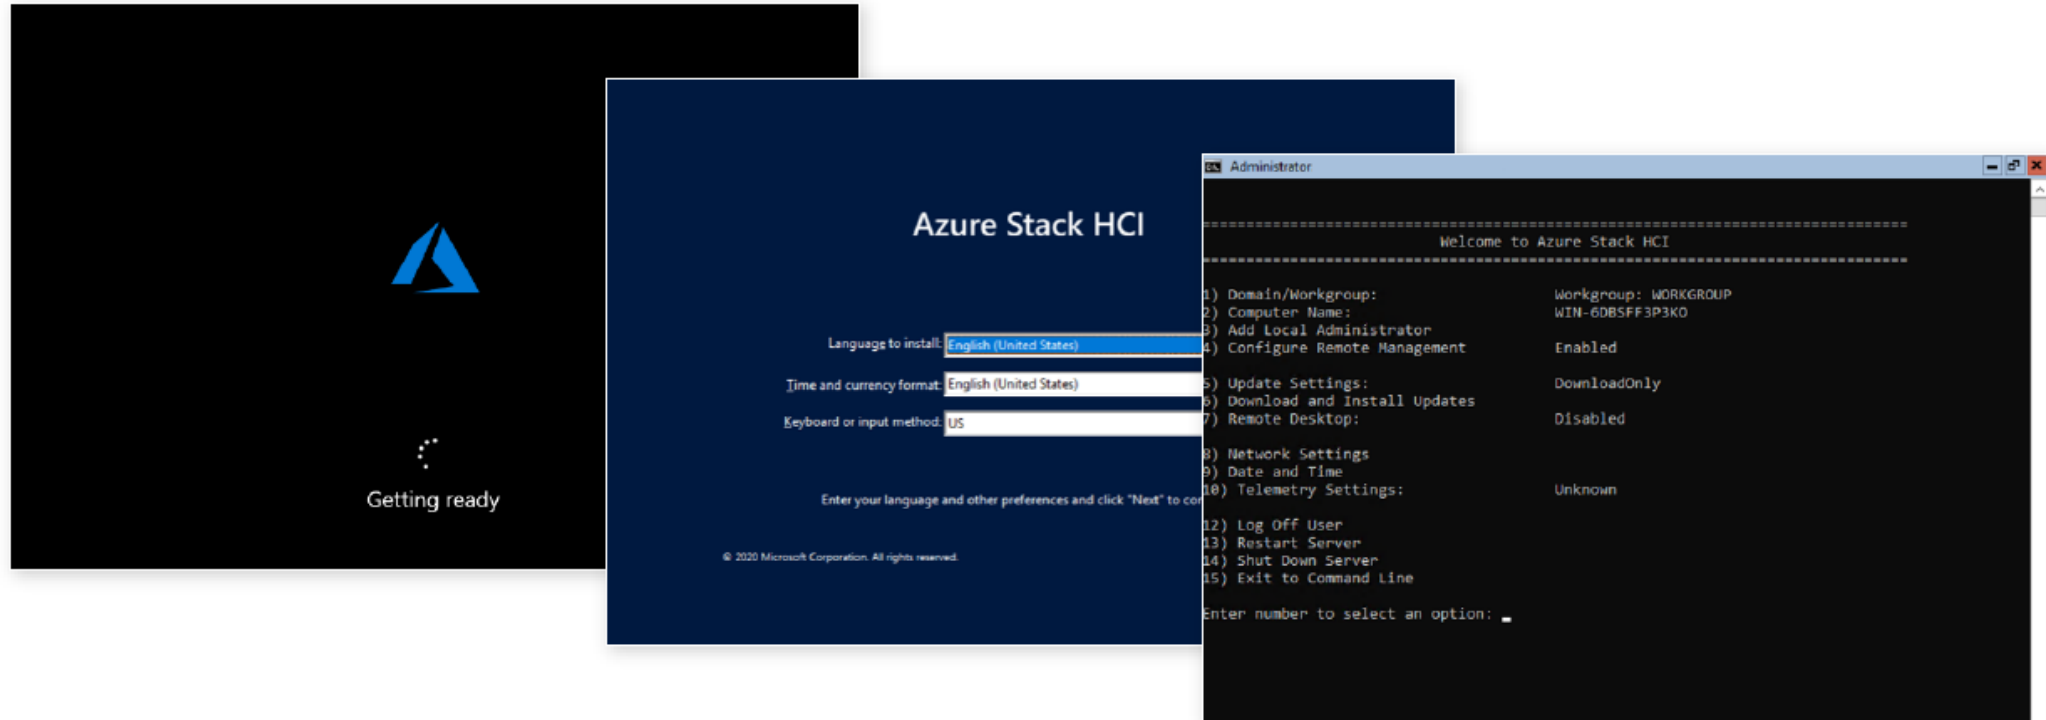 Getting ready
Azure Stack HCI
Language to install: English (United States)
Time and currency format: English (United States)
Keyboard or input method: US
Enter your language and other preferences and click "Next" to
© 2020 Microsoft Corporation. All rights reserved.
Administrator
================================================================================
Welcome to Azure Stack HCI
================================================================================
1) Domain/Workgroup: Workgroup: WORKGROUP
2) Computer Name: WIN-6DBSFF3P3KO
3) Add Local Administrator
4) Configure Remote Management Enabled
5) Update Settings: DownloadOnly
6) Download and Install Updates
7) Remote Desktop: Disabled
8) Network Settings
9) Date and Time
10) Telemetry Settings: Unknown
12) Log Off User
13) Restart Server
14) Shut Down Server
15) Exit to Command Line
Enter number to select an option: